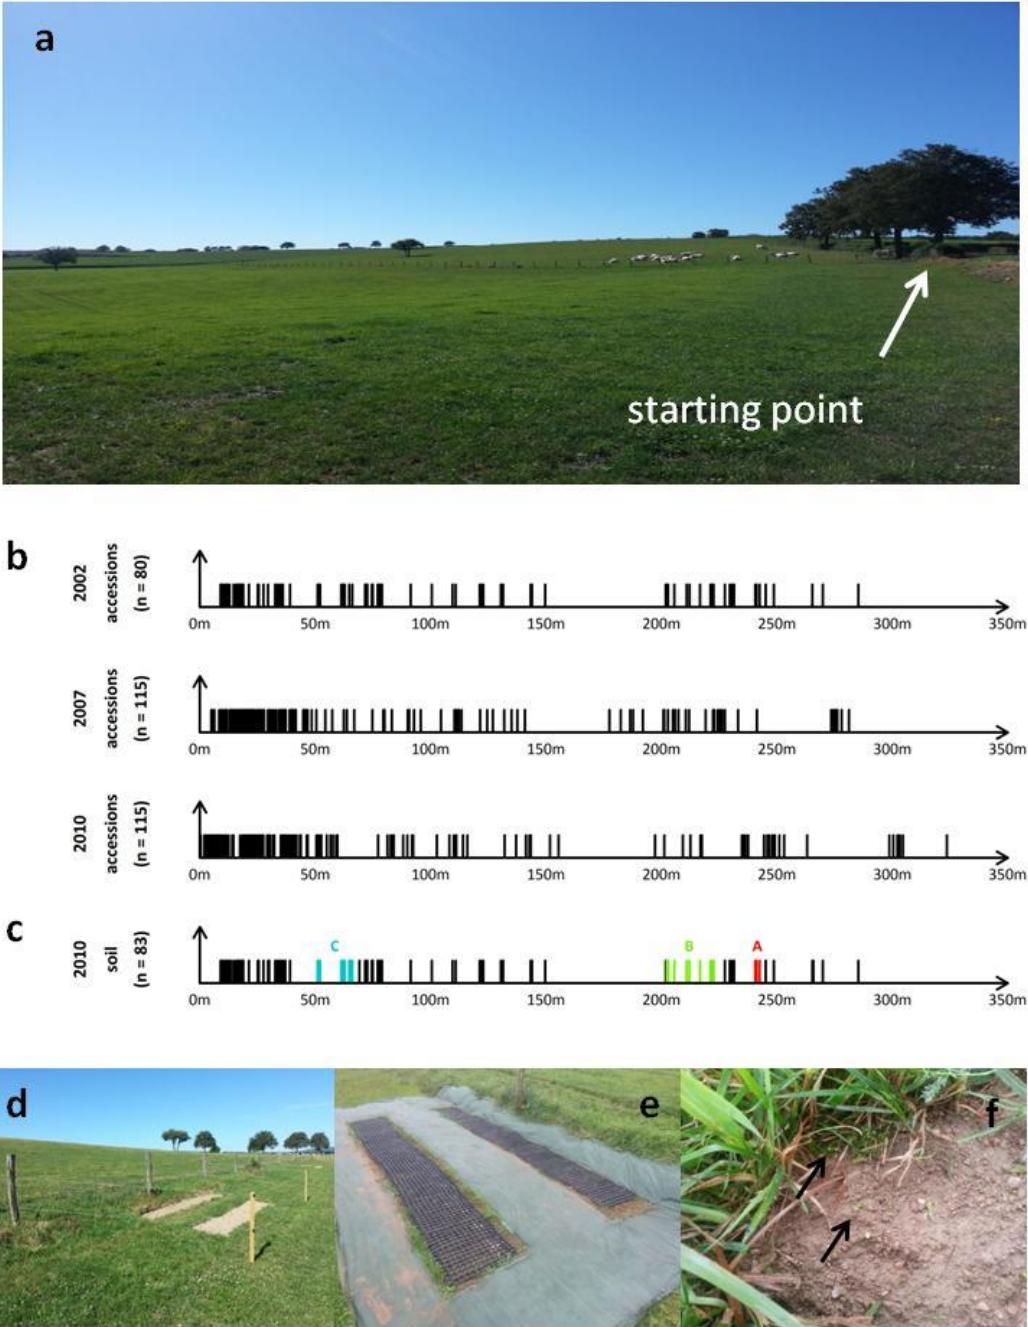 a
starting point
b
2002
accessions
(n = 80)
0m 50m 100m 150m 200m 250m 300m 350m
2007
accessions
(n = 115)
0m 50m 100m 150m 200m 250m 300m 350m
2010
accessions
(n = 115)
0m 50m 100m 150m 200m 250m 300m 350m
c
2010
soil
(n = 83)
C B A
0m 50m 100m 150m 200m 250m 300m 350m
d e f